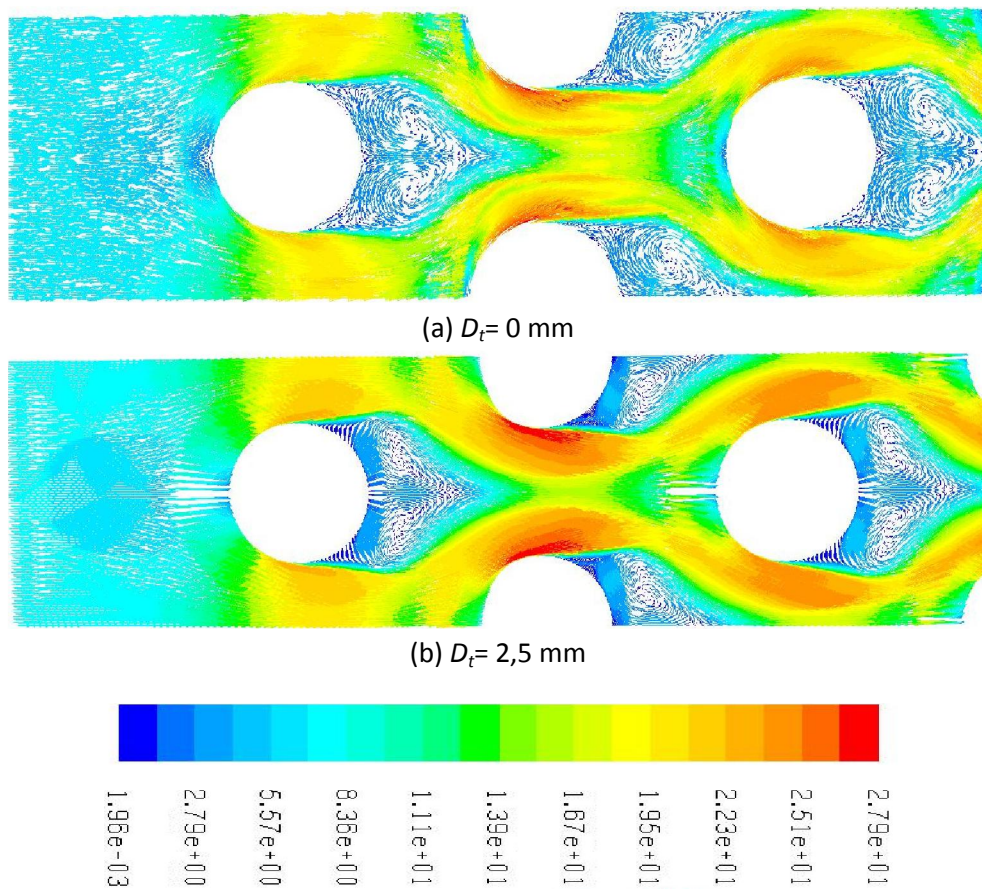 (a) Dt= 0 mm
(b) Dt= 2,5 mm
1.96e-03
2.79e+00
5.57e+00
8.36e+00
1.11e+01
1.39e+01
1.67e+01
1.95e+01
2.23e+01
2.51e+01
2.79e+01